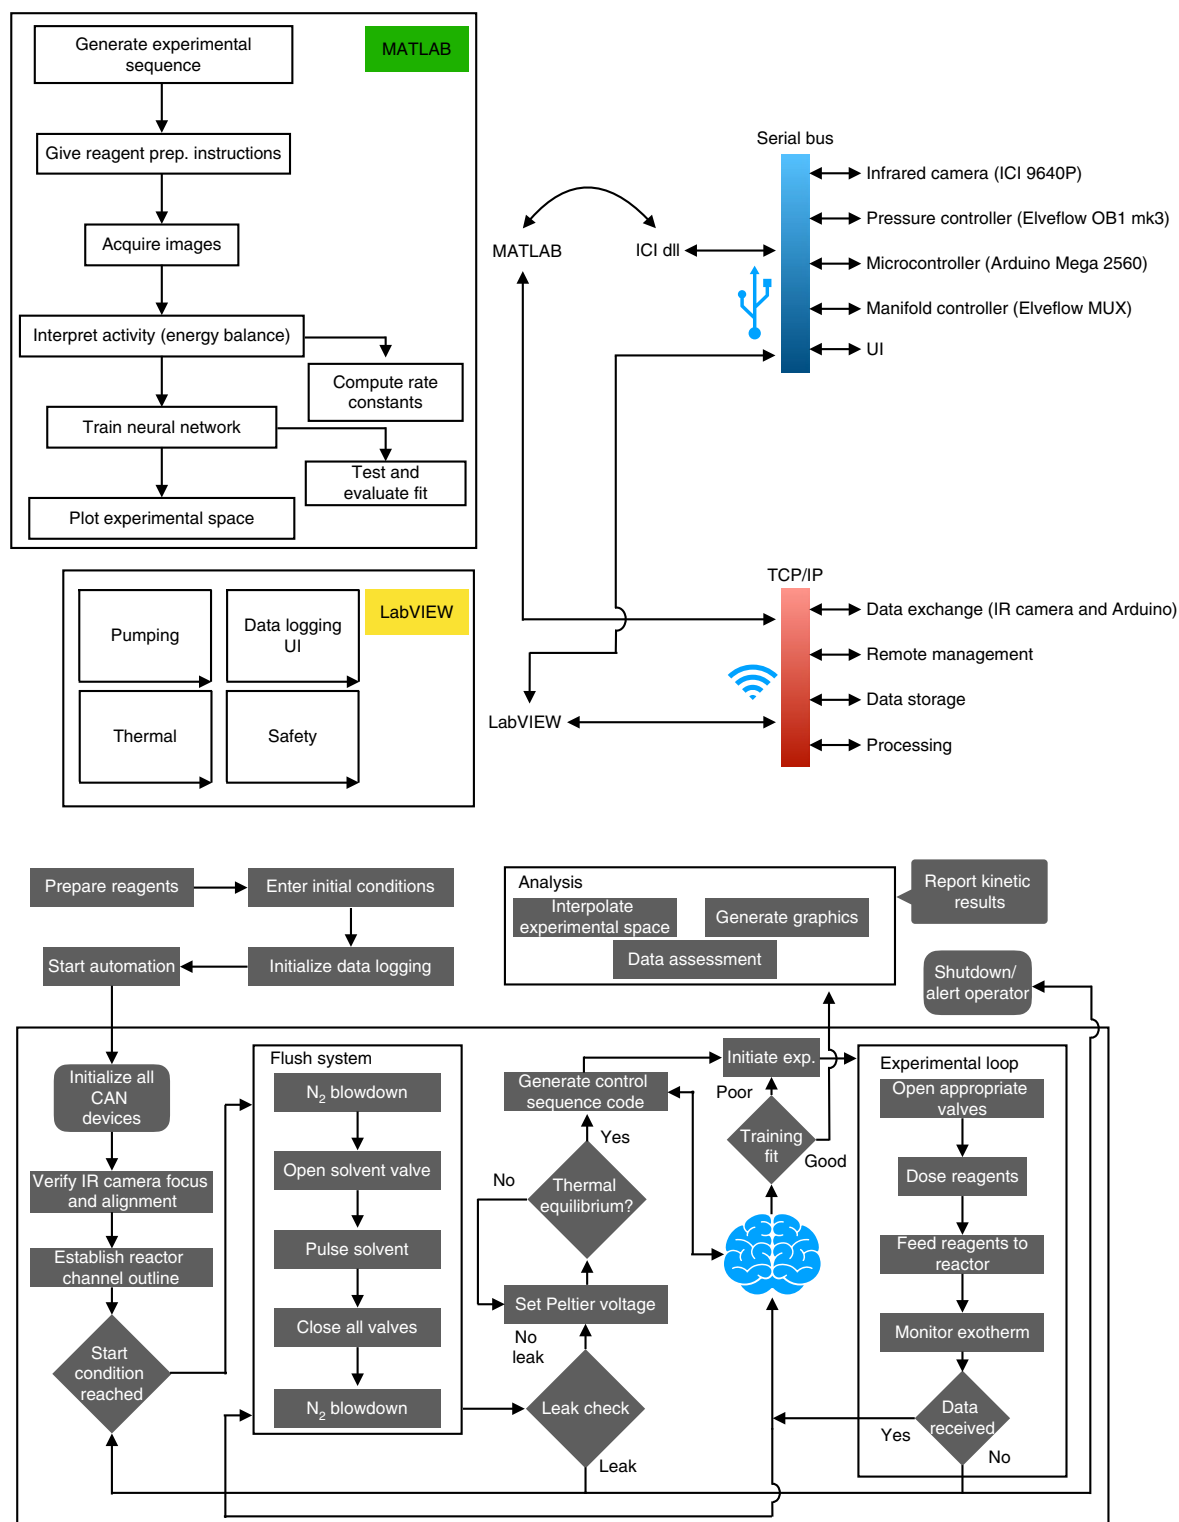 Generate experimental
sequence
MATLAB
Give reagent prep. instructions
Acquire images
Interpret activity (energy balance)
Compute rate
constants
Train neural network
Test and
evaluate fit
Plot experimental space
LabVIEW
Pumping
Data logging
UI
Thermal
Safety
Serial bus
MATLAB
ICI dll
Infrared camera (ICI 9640P)
Pressure controller (Elveflow OB1 mk3)
Microcontroller (Arduino Mega 2560)
Manifold controller (Elveflow MUX)
UI
TCP/IP
LabVIEW
Data exchange (IR camera and Arduino)
Remote management
Data storage
Processing
Prepare reagents
Enter initial conditions
Start automation
Initialize data logging
Analysis
Interpolate
experimental space
Generate graphics
Data assessment
Report kinetic
results
Shutdown/
alert operator
Initialize all
CAN
devices
Verify IR camera focus
and alignment
Establish reactor
channel outline
Start
condition
reached
Flush system
N2 blowdown
Open solvent valve
Pulse solvent
Close all valves
N2 blowdown
Generate control
sequence code
Yes
No
Thermal
equilibrium?
Set Peltier voltage
No
leak
Leak check
Leak
Initiate exp.
Poor
Training
fit
Good
Experimental loop
Open appropriate
valves
Dose reagents
Feed reagents to
reactor
Monitor exotherm
Data
received
Yes
No